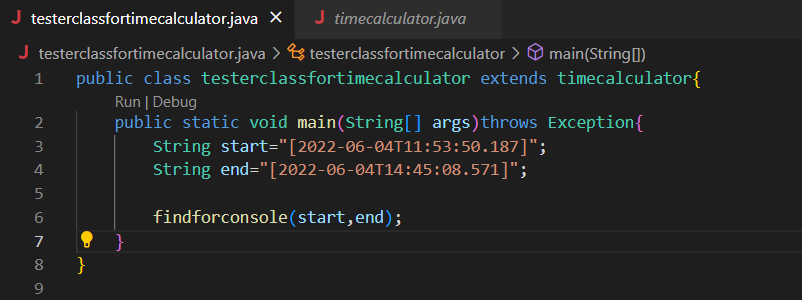 J testerclassfortimecalculator.java × J timecalculator.java
J testerclassfortimecalculator.java > testerclassfortimecalculator > main(String[])
1 public class testerclassfortimecalculator extends timecalculator{
Run | Debug
2 public static void main(String[] args)throws Exception{
3 String start="[2022-06-04T11:53:50.187]";
4 String end="[2022-06-04T14:45:08.571]";
5
6 findforconsole(start,end);
7 }
8 }
9